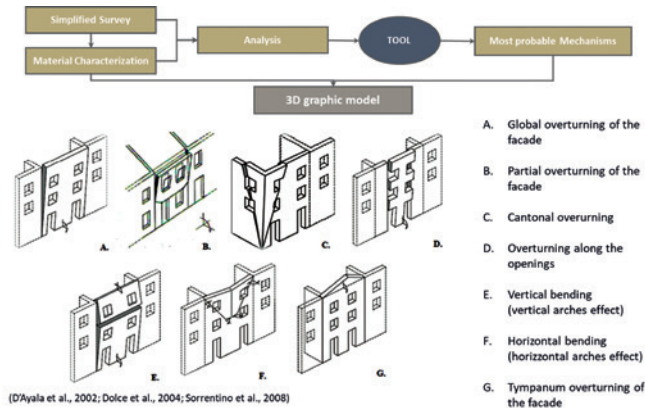 Simplified Survey
Material Characterization
Analysis
TOOL
Most probable Mechanisms
3D graphic model
A.
B.
C.
D.
E.
F.
G.
A. Global overturning of the
facade
B. Partial overturning of the
facade
C. Cantonal overurning
D. Overturning along the
openings
E. Vertical bending
(vertical arches effect)
F. Horizontal bending
(horizzontal arches effect)
G. Tympanum overturning of
the facade
(D'Ayala et al., 2002; Dolce et al., 2004; Sorrentino et al., 2008)